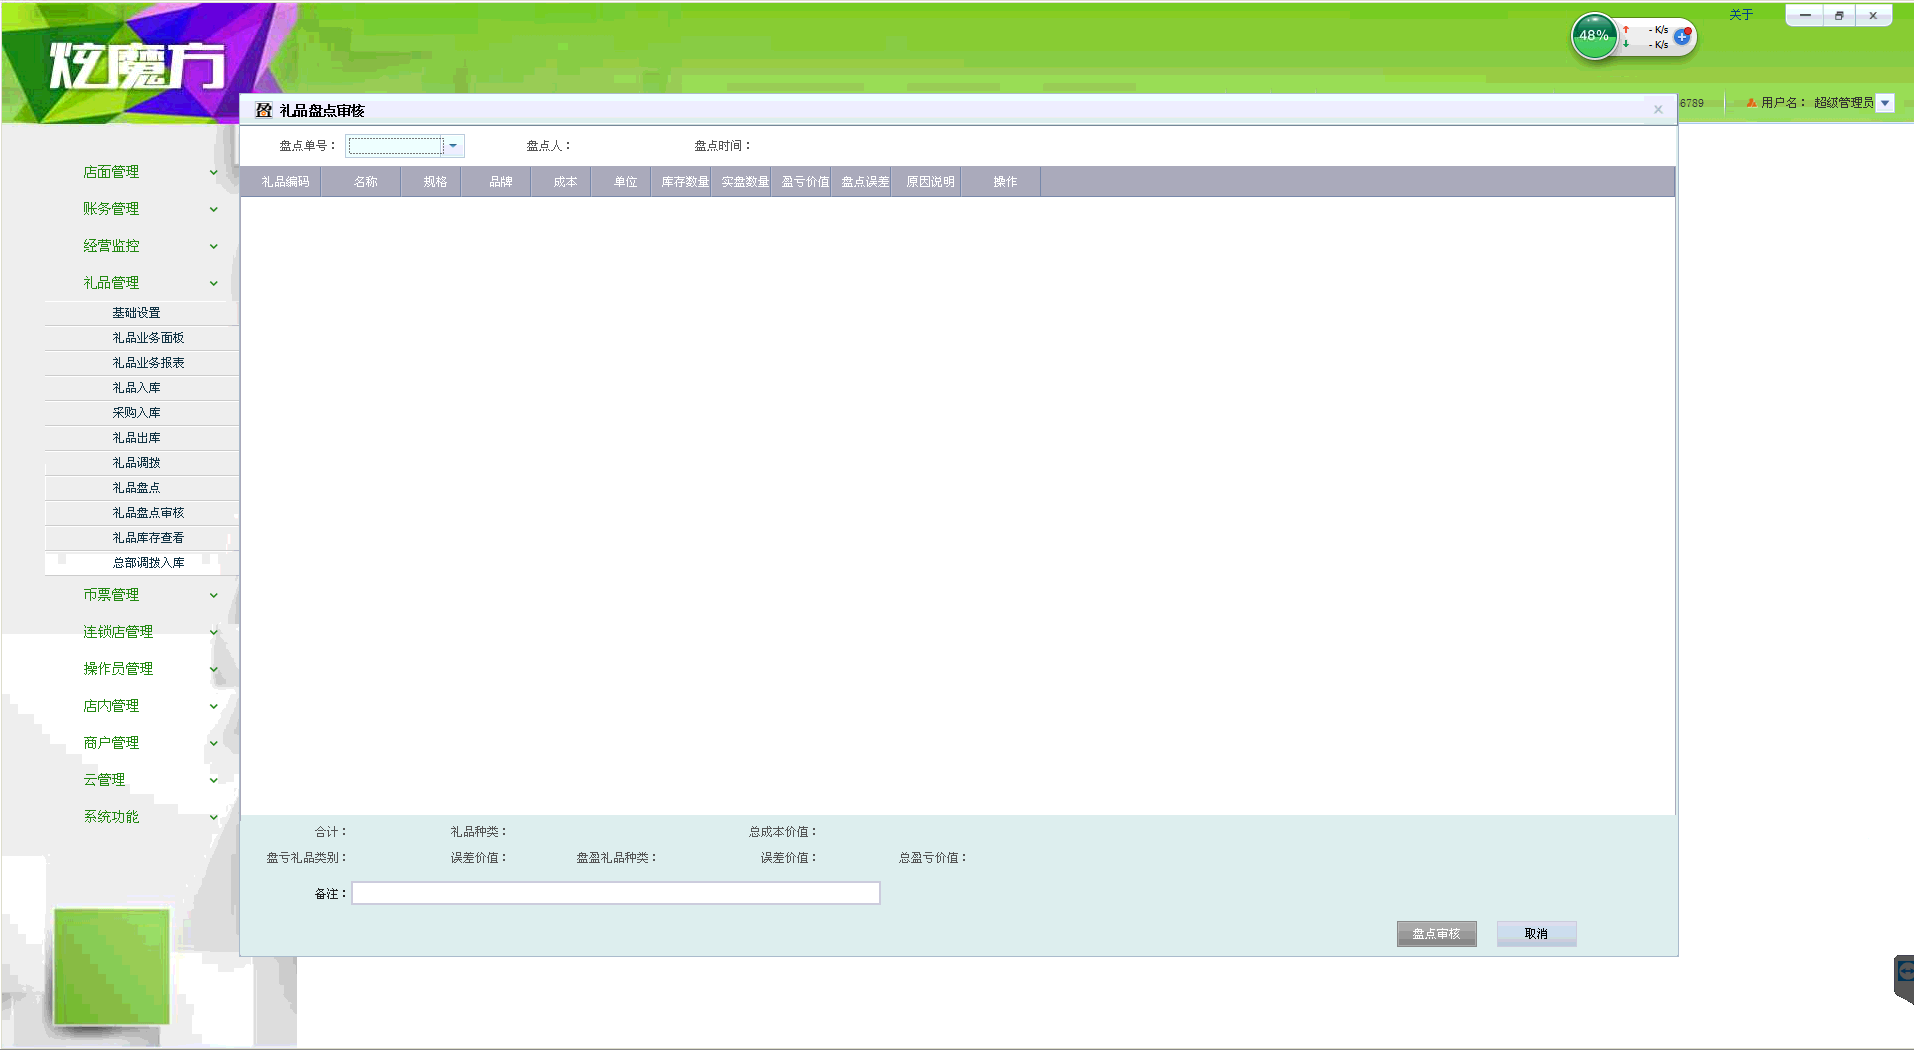 炫魔方
48%
- K/s
- K/s
关于
6789
用户名： 超级管理员
礼品盘点审核
盘点单号： 盘点人： 盘点时间：
礼品编码 名称 规格 品牌 成本 单位 库存数量 实盘数量 盈亏价值 盘点误差 原因说明 操作
店面管理
账务管理
经营监控
礼品管理
基础设置
礼品业务面板
礼品业务报表
礼品入库
采购入库
礼品出库
礼品调拨
礼品盘点
礼品盘点审核
礼品库存查看
总部调拨入库
币票管理
连锁店管理
操作员管理
店内管理
商户管理
云管理
系统功能
合计： 礼品种类： 总成本价值：
盘亏礼品类别： 误差价值： 盘盈礼品种类： 误差价值： 总盈亏价值：
备注：
盘点审核 取消